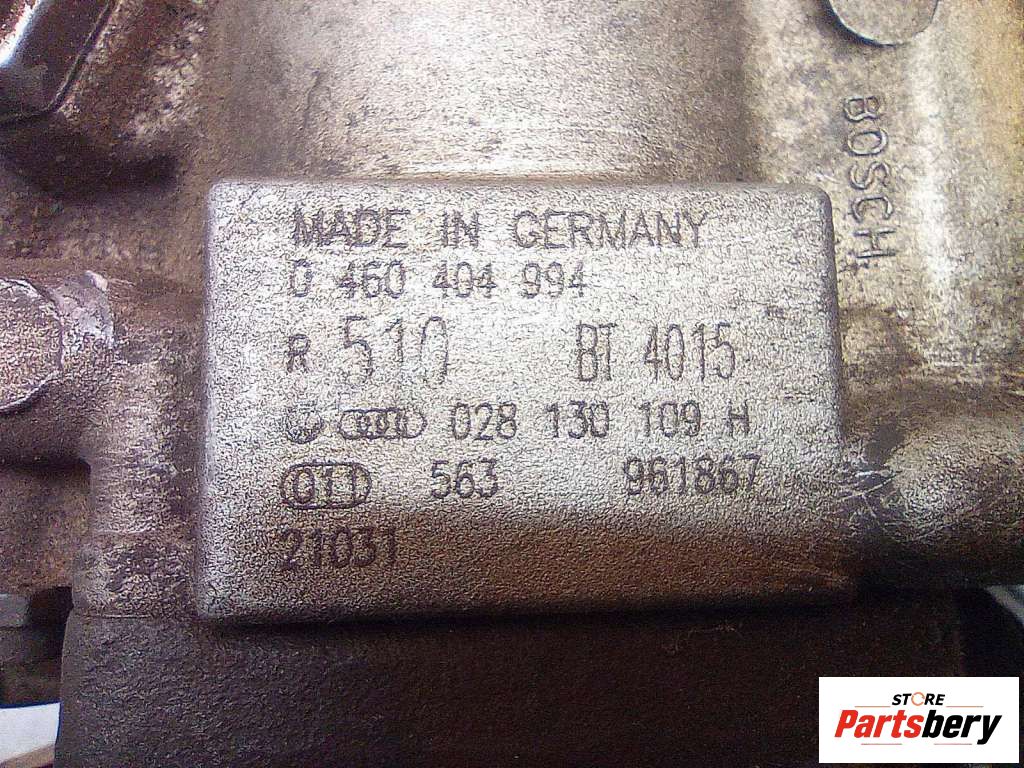 BOSCH
MADE IN GERMANY
0 460 404 994
R 510 BT 4015
028 130 109 H
563 961867
21031
STORE
Partsbery